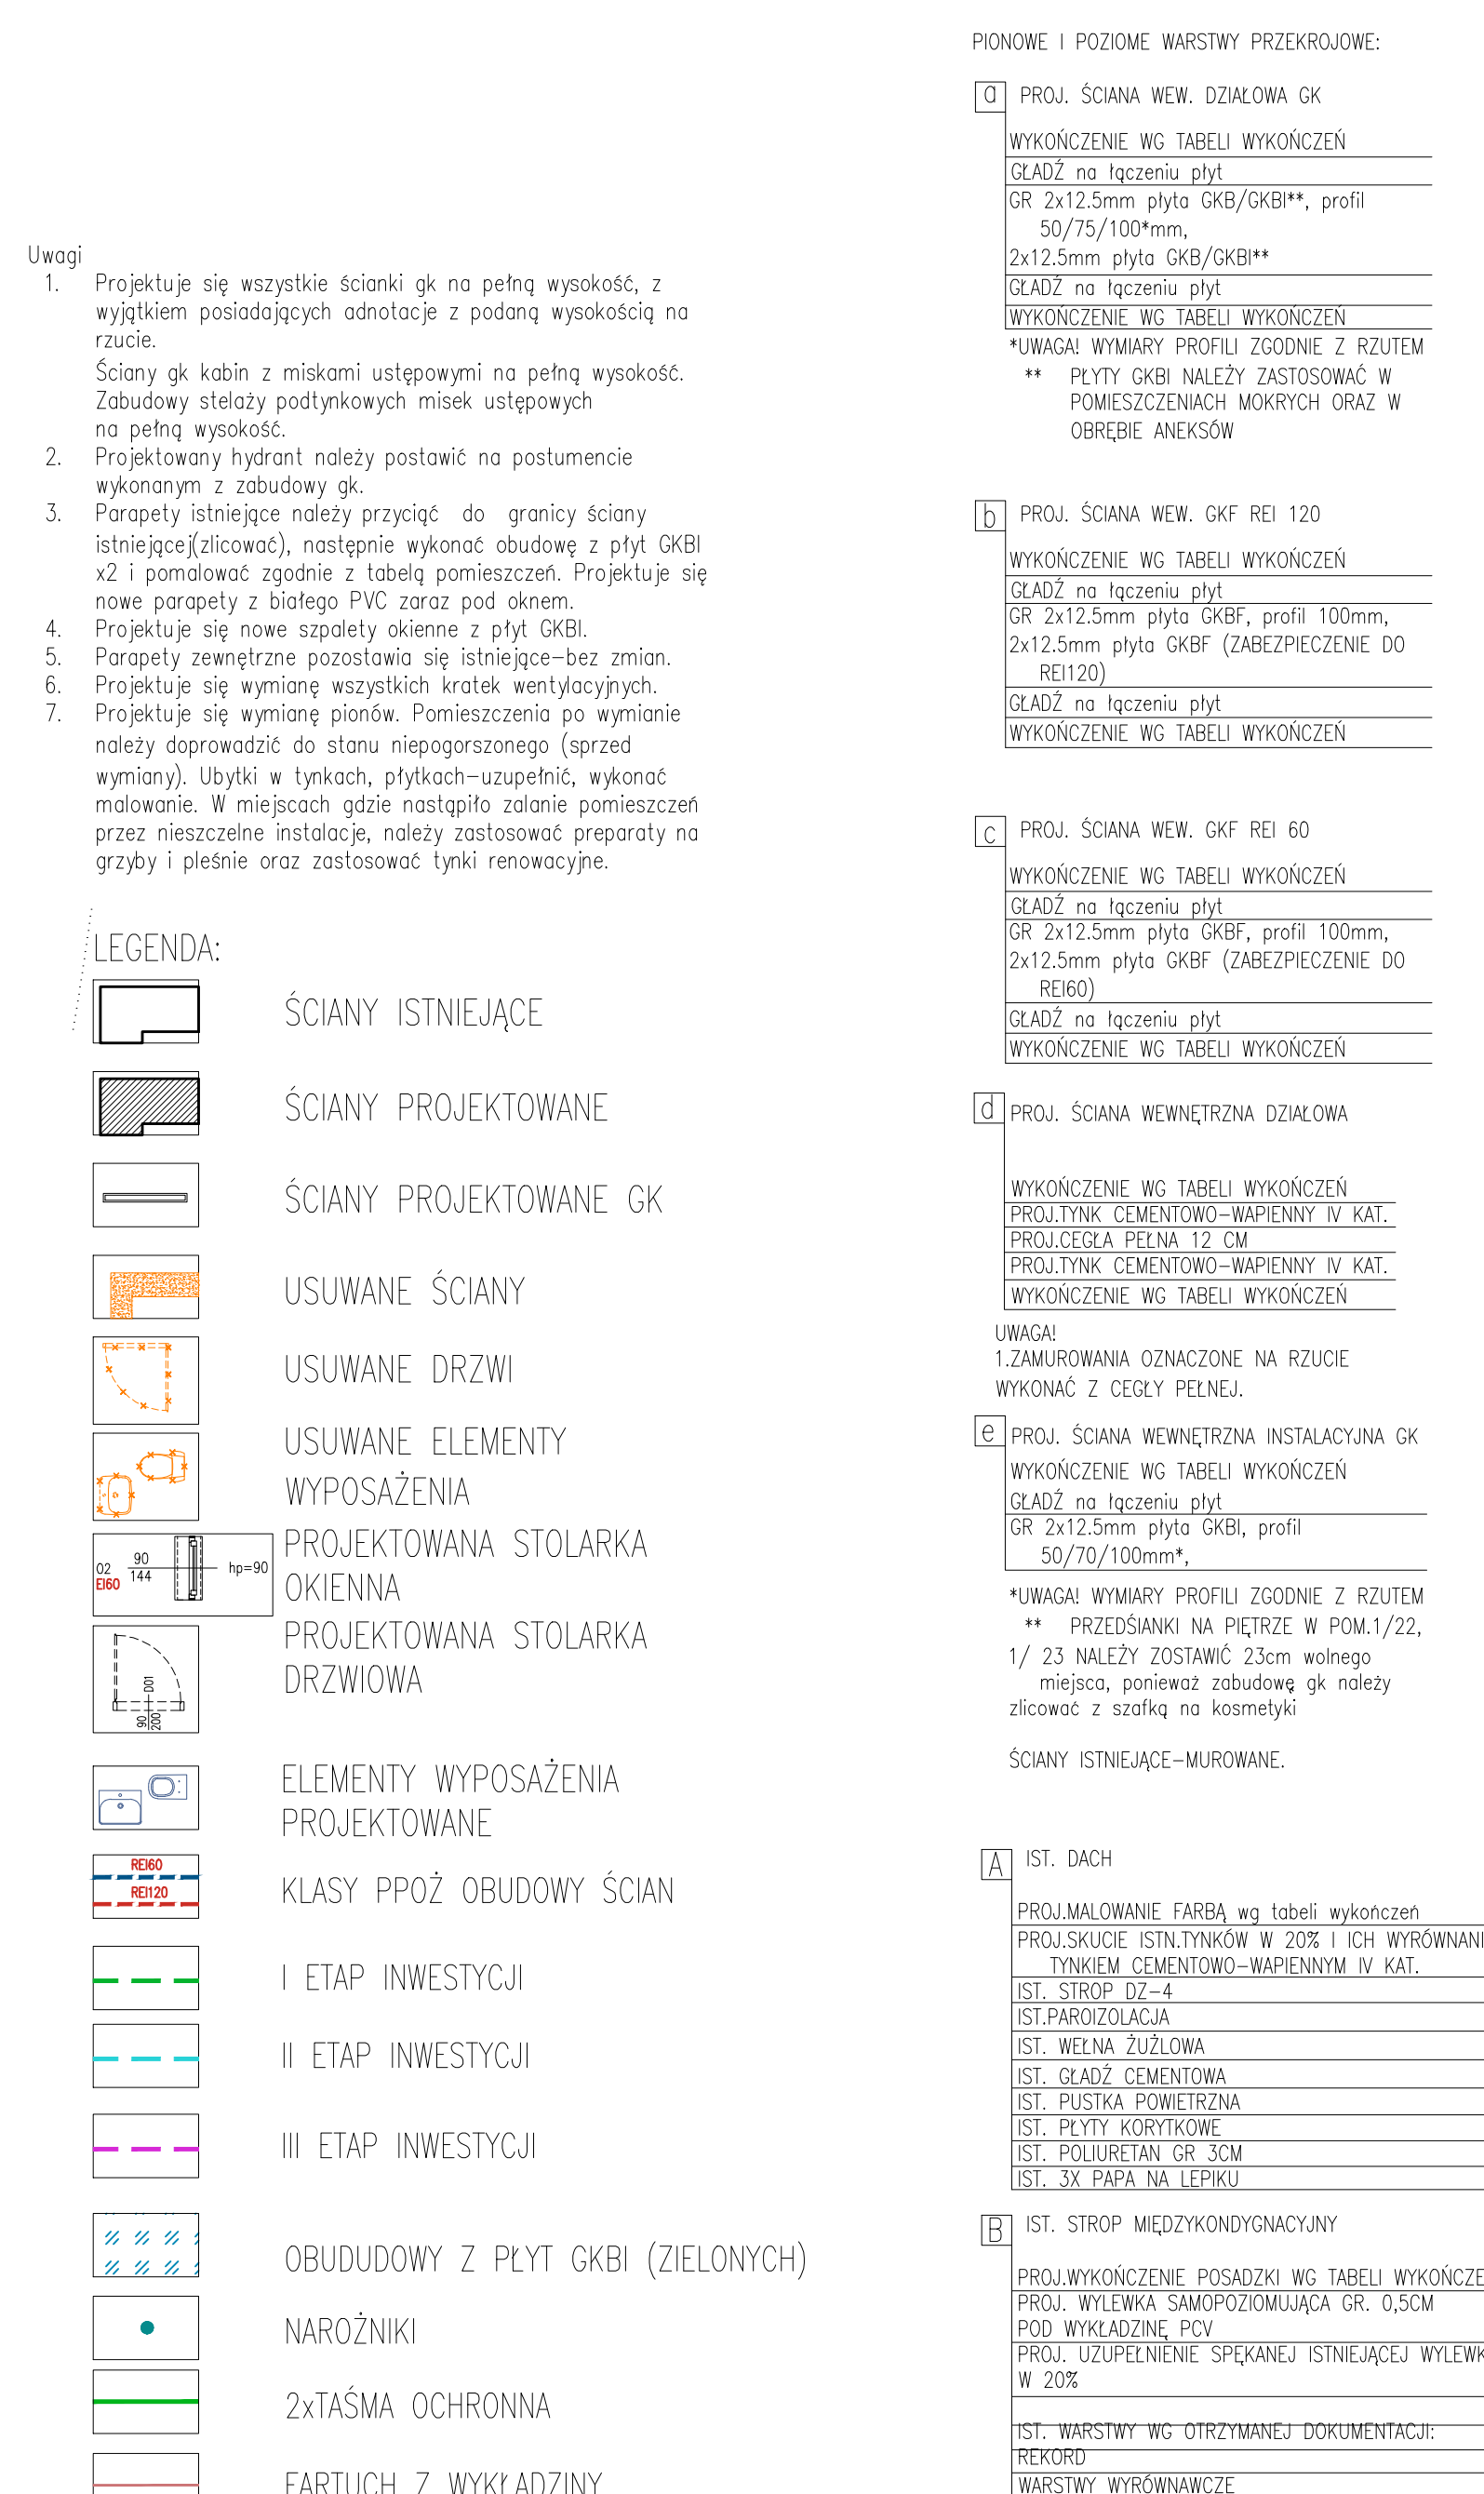 Uwagi
1. Projektuje się wszystkie ścianki gk na pełną wysokość, z
wyjątkiem posiadających adnotacje z podaną wysokością na
rzucie.
Ściany gk kabin z miskami ustępowymi na pełną wysokość.
Zabudowy stelaży podtynkowych misek ustępowych
na pełną wysokość.
2. Projektowany hydrant należy postawić na postumencie
wykonanym z zabudowy gk.
3. Parapety istniejące należy przyciąć do granicy ściany
istniejącej(zlicować), następnie wykonać obudowę z płyt GKBI
x2 i pomalować zgodnie z tabelą pomieszczeń. Projektuje się
nowe parapety z białego PVC zaraz pod oknem.
4. Projektuje się nowe szpalety okienne z płyt GKBI.
5. Parapety zewnętrzne pozostawia się istniejące-bez zmian.
6. Projektuje się wymianę wszystkich kratek wentylacyjnych.
7. Projektuje się wymianę pionów. Pomieszczenia po wymianie
należy doprowadzić do stanu niepogorszonego (sprzed
wymiany). Ubytki w tynkach, płytkach-uzupełnić, wykonać
malowanie. W miejscach gdzie nastąpiło zalanie pomieszczeń
przez nieszczelne instalacje, należy zastosować preparaty na
grzyby i pleśnie oraz zastosować tynki renowacyjne.
LEGENDA:
ŚCIANY ISTNIEJĄCE
ŚCIANY PROJEKTOWANE
ŚCIANY PROJEKTOWANE GK
USUWANE ŚCIANY
USUWANE DRZWI
USUWANE ELEMENTY
WYPOSAŻENIA
O2 EI60 90 144 hp=90
PROJEKTOWANA STOLARKA
OKIENNA
D01 90 200
PROJEKTOWANA STOLARKA
DRZWIOWA
ELEMENTY WYPOSAŻENIA
PROJEKTOWANE
REI60
REI120
KLASY PPOŻ OBUDOWY ŚCIAN
I ETAP INWESTYCJI
II ETAP INWESTYCJI
III ETAP INWESTYCJI
OBUDUDOWY Z PŁYT GKBI (ZIELONYCH)
NAROŻNIKI
2xTAŚMA OCHRONNA
FARTUCH Z WYKŁADZINY
PIONOWE I POZIOME WARSTWY PRZEKROJOWE:
a PROJ. ŚCIANA WEW. DZIAŁOWA GK
WYKOŃCZENIE WG TABELI WYKOŃCZEŃ
GŁADŹ na łączeniu płyt
GR 2x12.5mm płyta GKB/GKBI**, profil
50/75/100*mm,
2x12.5mm płyta GKB/GKBI**
GŁADŹ na łączeniu płyt
WYKOŃCZENIE WG TABELI WYKOŃCZEŃ
*UWAGA! WYMIARY PROFILI ZGODNIE Z RZUTEM
** PŁYTY GKBI NALEŻY ZASTOSOWAĆ W
POMIESZCZENIACH MOKRYCH ORAZ W
OBRĘBIE ANEKSÓW
b PROJ. ŚCIANA WEW. GKF REI 120
WYKOŃCZENIE WG TABELI WYKOŃCZEŃ
GŁADŹ na łączeniu płyt
GR 2x12.5mm płyta GKBF, profil 100mm,
2x12.5mm płyta GKBF (ZABEZPIECZENIE DO
REI120)
GŁADŹ na łączeniu płyt
WYKOŃCZENIE WG TABELI WYKOŃCZEŃ
c PROJ. ŚCIANA WEW. GKF REI 60
WYKOŃCZENIE WG TABELI WYKOŃCZEŃ
GŁADŹ na łączeniu płyt
GR 2x12.5mm płyta GKBF, profil 100mm,
2x12.5mm płyta GKBF (ZABEZPIECZENIE DO
REI60)
GŁADŹ na łączeniu płyt
WYKOŃCZENIE WG TABELI WYKOŃCZEŃ
d PROJ. ŚCIANA WEWNĘTRZNA DZIAŁOWA
WYKOŃCZENIE WG TABELI WYKOŃCZEŃ
PROJ.TYNK CEMENTOWO-WAPIENNY IV KAT.
PROJ.CEGŁA PEŁNA 12 CM
PROJ.TYNK CEMENTOWO-WAPIENNY IV KAT.
WYKOŃCZENIE WG TABELI WYKOŃCZEŃ
UWAGA!
1.ZAMUROWANIA OZNACZONE NA RZUCIE
WYKONAĆ Z CEGŁY PEŁNEJ.
e PROJ. ŚCIANA WEWNĘTRZNA INSTALACYJNA GK
WYKOŃCZENIE WG TABELI WYKOŃCZEŃ
GŁADŹ na łączeniu płyt
GR 2x12.5mm płyta GKBI, profil
50/70/100mm*,
*UWAGA! WYMIARY PROFILI ZGODNIE Z RZUTEM
** PRZEDŚIANKI NA PIĘTRZE W POM.1/22,
1/ 23 NALEŻY ZOSTAWIĆ 23cm wolnego
miejsca, ponieważ zabudowę gk należy
zlicować z szafką na kosmetyki
ŚCIANY ISTNIEJĄCE-MUROWANE.
A IST. DACH
PROJ.MALOWANIE FARBĄ wg tabeli wykończeń
PROJ.SKUCIE ISTN.TYNKÓW W 20% I ICH WYRÓWNANI
TYNKIEM CEMENTOWO-WAPIENNYM IV KAT.
IST. STROP DZ-4
IST.PAROIZOLACJA
IST. WEŁNA ŻUŻLOWA
IST. GŁADŹ CEMENTOWA
IST. PUSTKA POWIETRZNA
IST. PŁYTY KORYTKOWE
IST. POLIURETAN GR 3CM
IST. 3X PAPA NA LEPIKU
B IST. STROP MIĘDZYKONDYGNACYJNY
PROJ.WYKOŃCZENIE POSADZKI WG TABELI WYKOŃCZE
PROJ. WYLEWKA SAMOPOZIOMUJĄCA GR. 0,5CM
POD WYKŁADZINĘ PCV
PROJ. UZUPEŁNIENIE SPĘKANEJ ISTNIEJĄCEJ WYLEWK
W 20%
IST. WARSTWY WG OTRZYMANEJ DOKUMENTACJI:
REKORD
WARSTWY WYRÓWNAWCZE